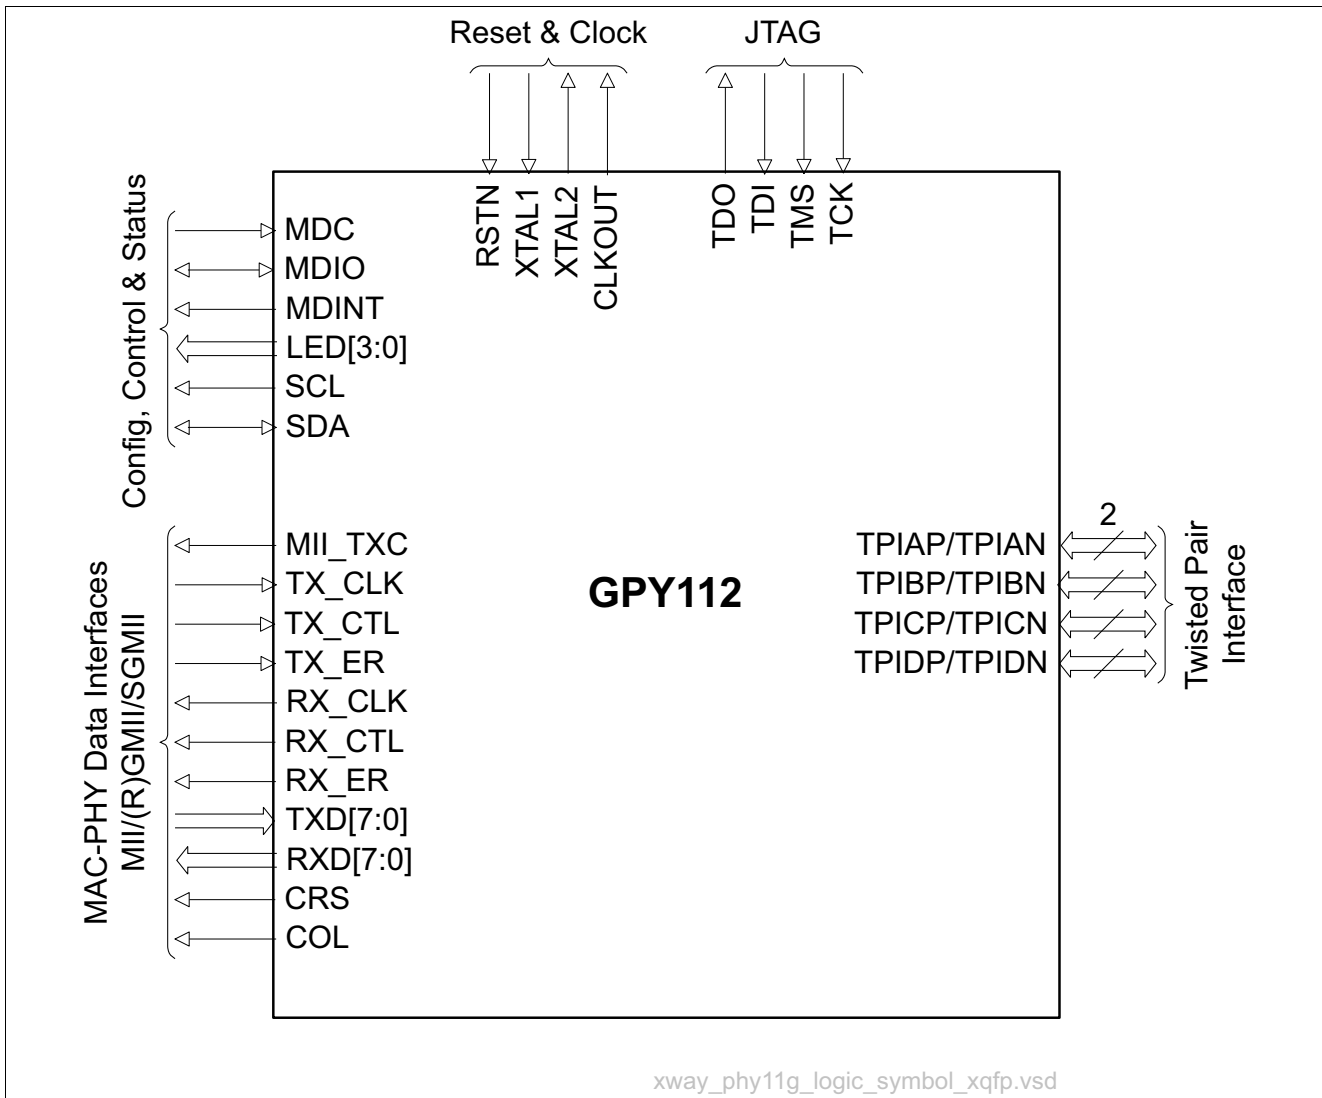 Reset & Clock
JTAG
RSTN
XTAL1
XTAL2
CLKOUT
TDO
TDI
TMS
TCK
Config, Control & Status
MDC
MDIO
MDINT
LED[3:0]
SCL
SDA
MAC-PHY Data Interfaces
MII/(R)GMII/SGMII
MII_TXC
TX_CLK
TX_CTL
TX_ER
RX_CLK
RX_CTL
RX_ER
TXD[7:0]
RXD[7:0]
CRS
COL
GPY112
2
TPIAP/TPIAN
TPIBP/TPIBN
TPICP/TPICN
TPIDP/TPIDN
Twisted Pair
Interface
xway_phy11g_logic_symbol_xqfp.vsd